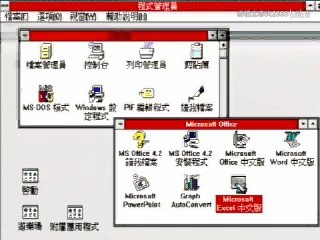 程式管理員
檔案(F) 選項(O) 視窗(W) 輔助說明(H)
檔案管理員 控制台 列印管理員 剪貼簿
MS-DOS 程式 Windows 設定程式 PIF 編輯程式 讀我檔案
Microsoft Office
MS Office 4.2 讀我檔案
MS Office 4.2 安裝程式
Microsoft Office 中文版
Microsoft Word 中文版
Microsoft PowerPoint
Graph AutoConvert
Microsoft Excel 中文版
啟動
遊樂場 附屬應用程式